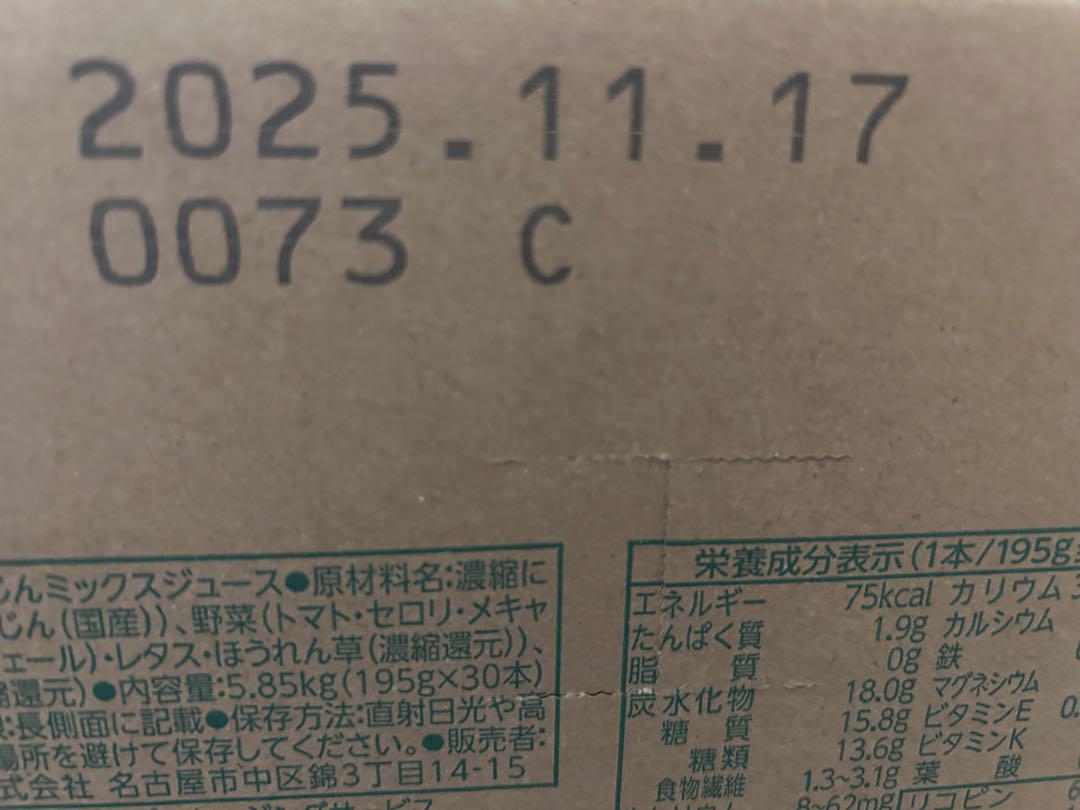 2025.11.17
0073 C
じんミックスジュース●原材料名:濃縮に
じん(国産))、野菜(トマト・セロリ・メキャ
ェール)・レタス・ほうれん草(濃縮還元))、
縮還元)●内容量:5.85kg(195g×30本)
:長側面に記載●保存方法:直射日光や高
場所を避けて保存してください。●販売者:
式会社 名古屋市中区錦3丁目14-15
栄養成分表示(1本/195g
エネルギー 75kcal カリウム
たんぱく質 1.9g カルシウム
脂質 0g 鉄
炭水化物 18.0g マグネシウム
糖質 15.8g ビタミンE 0.
糖類 13.6g ビタミンK
食物繊維 1.3~3.1g 葉酸
8~62mg リコピン